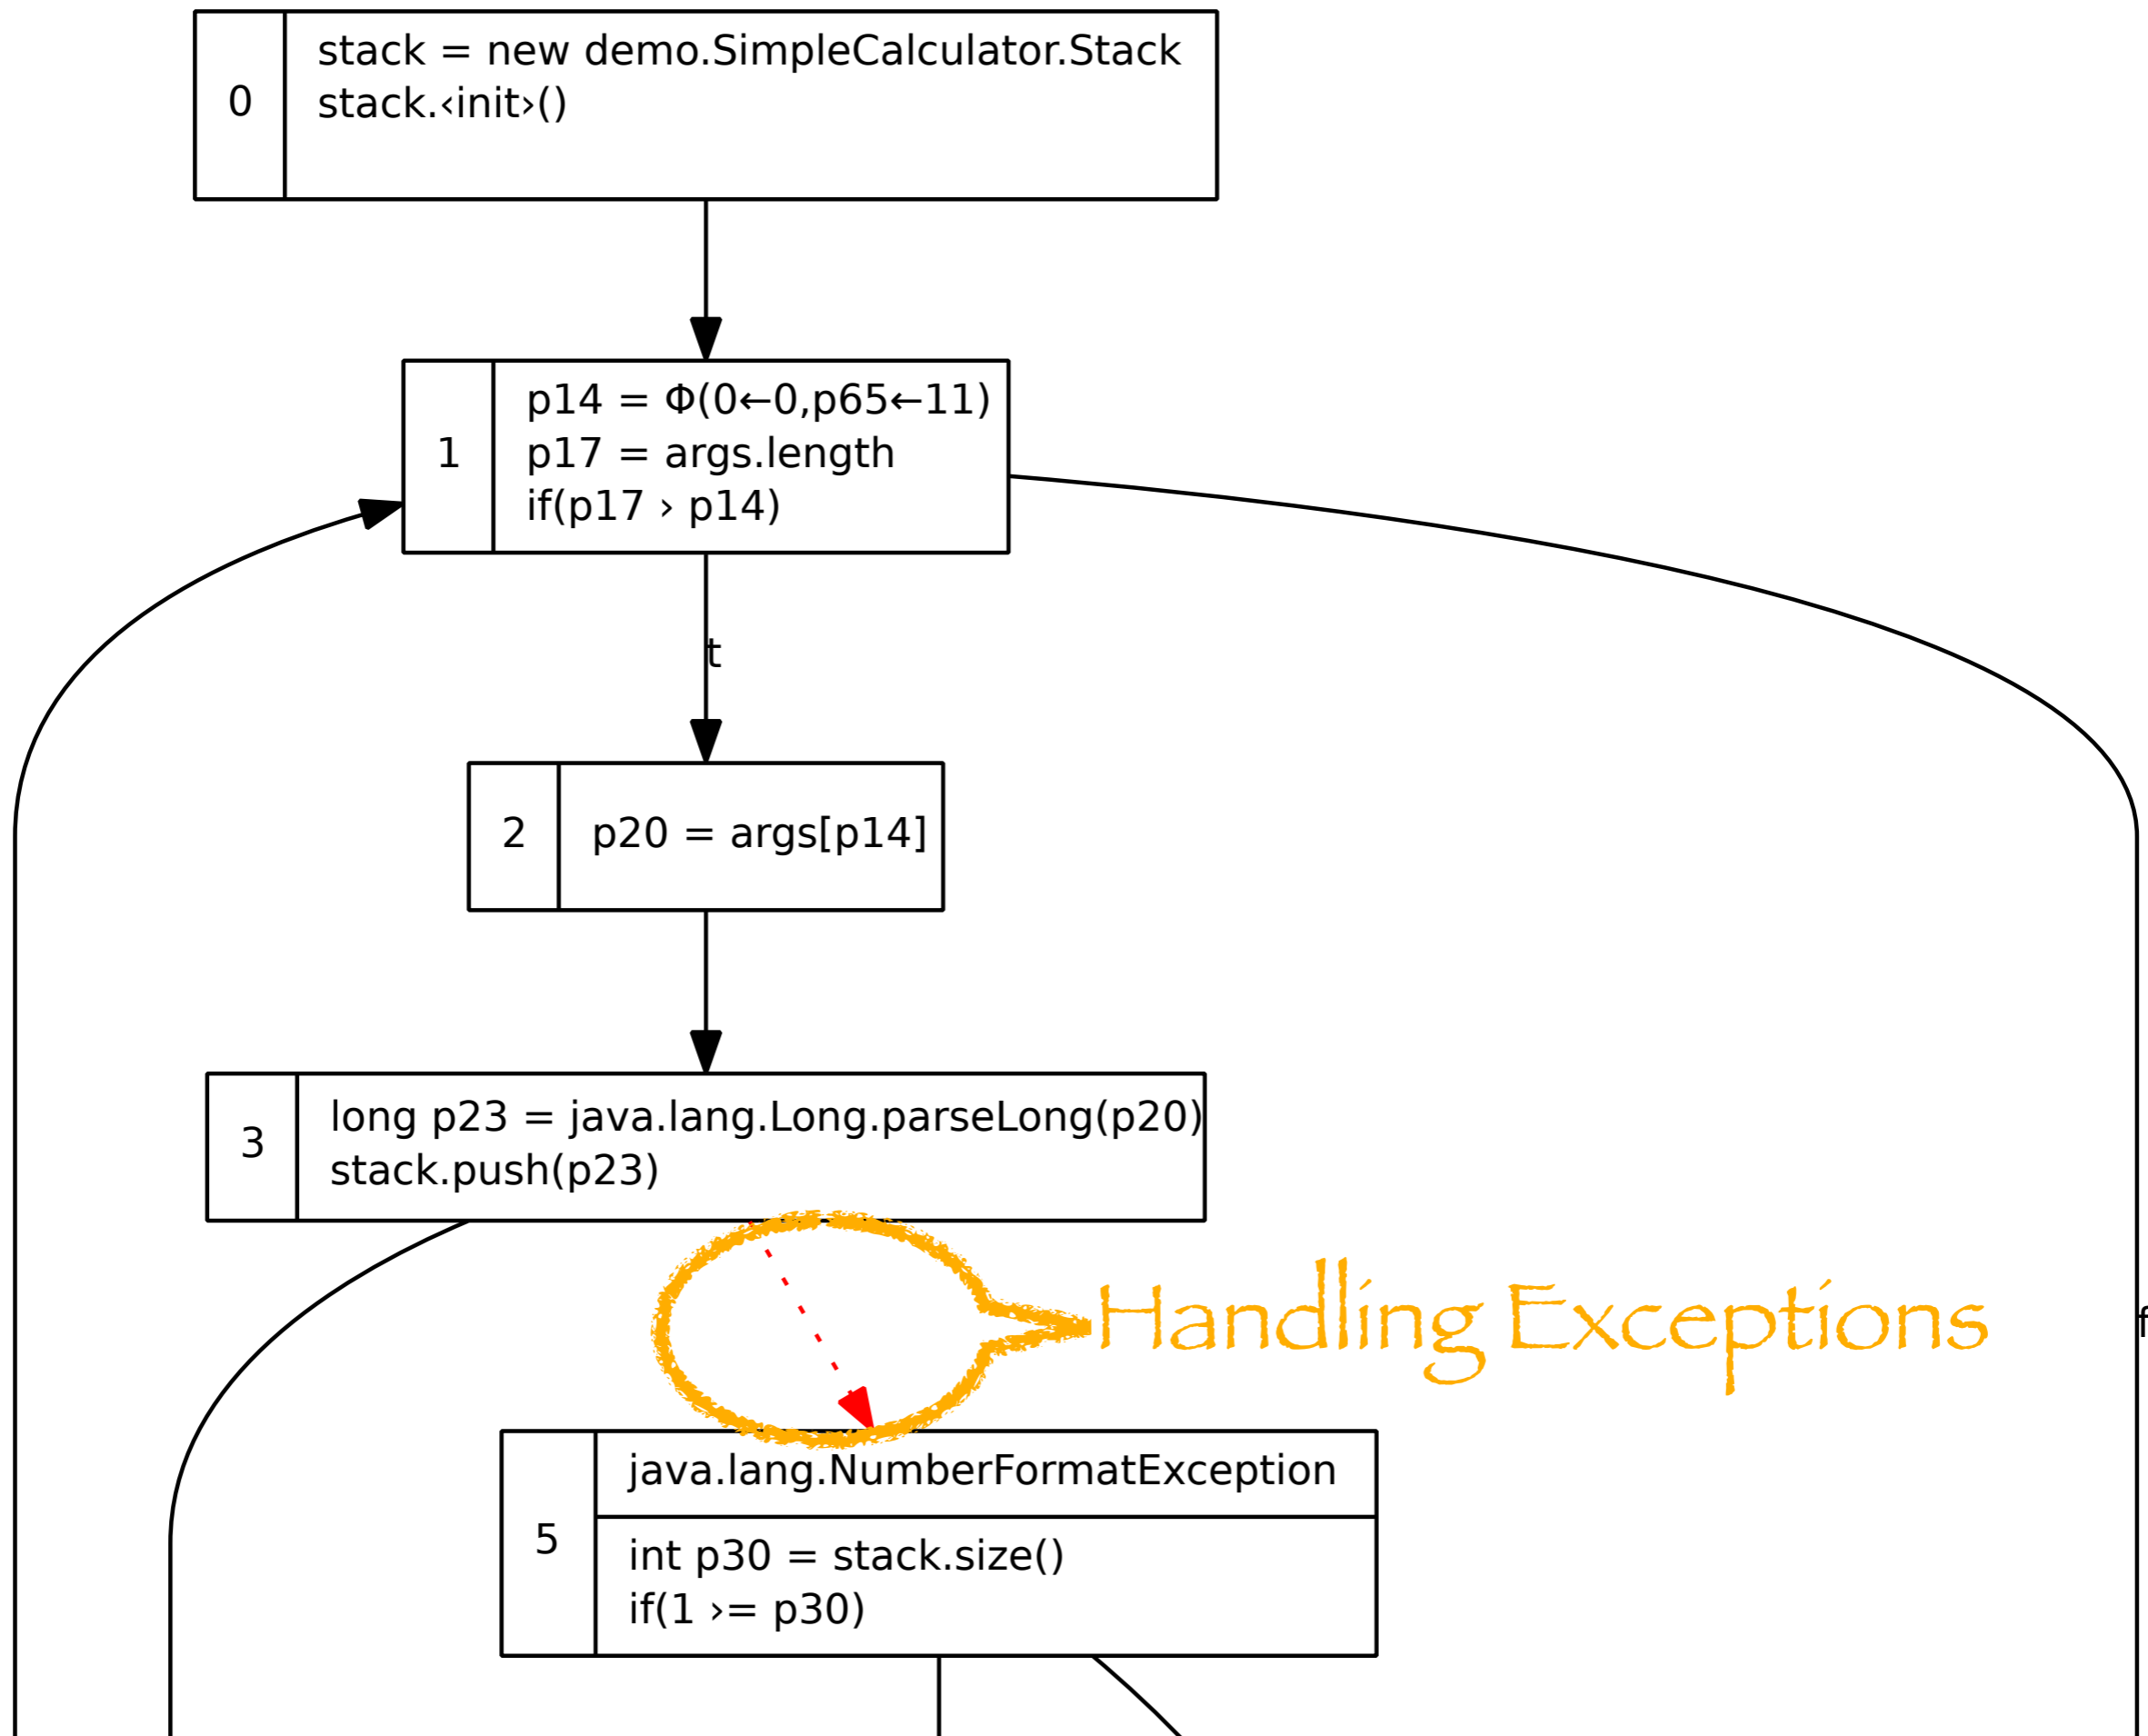 0
stack = new demo.SimpleCalculator.Stack
stack.‹init›()
1
p14 = Φ(0←0,p65←11)
p17 = args.length
if(p17 › p14)
t
2
p20 = args[p14]
3
long p23 = java.lang.Long.parseLong(p20)
stack.push(p23)
Handling Exceptions
f
5
java.lang.NumberFormatException
int p30 = stack.size()
if(1 ›= p30)